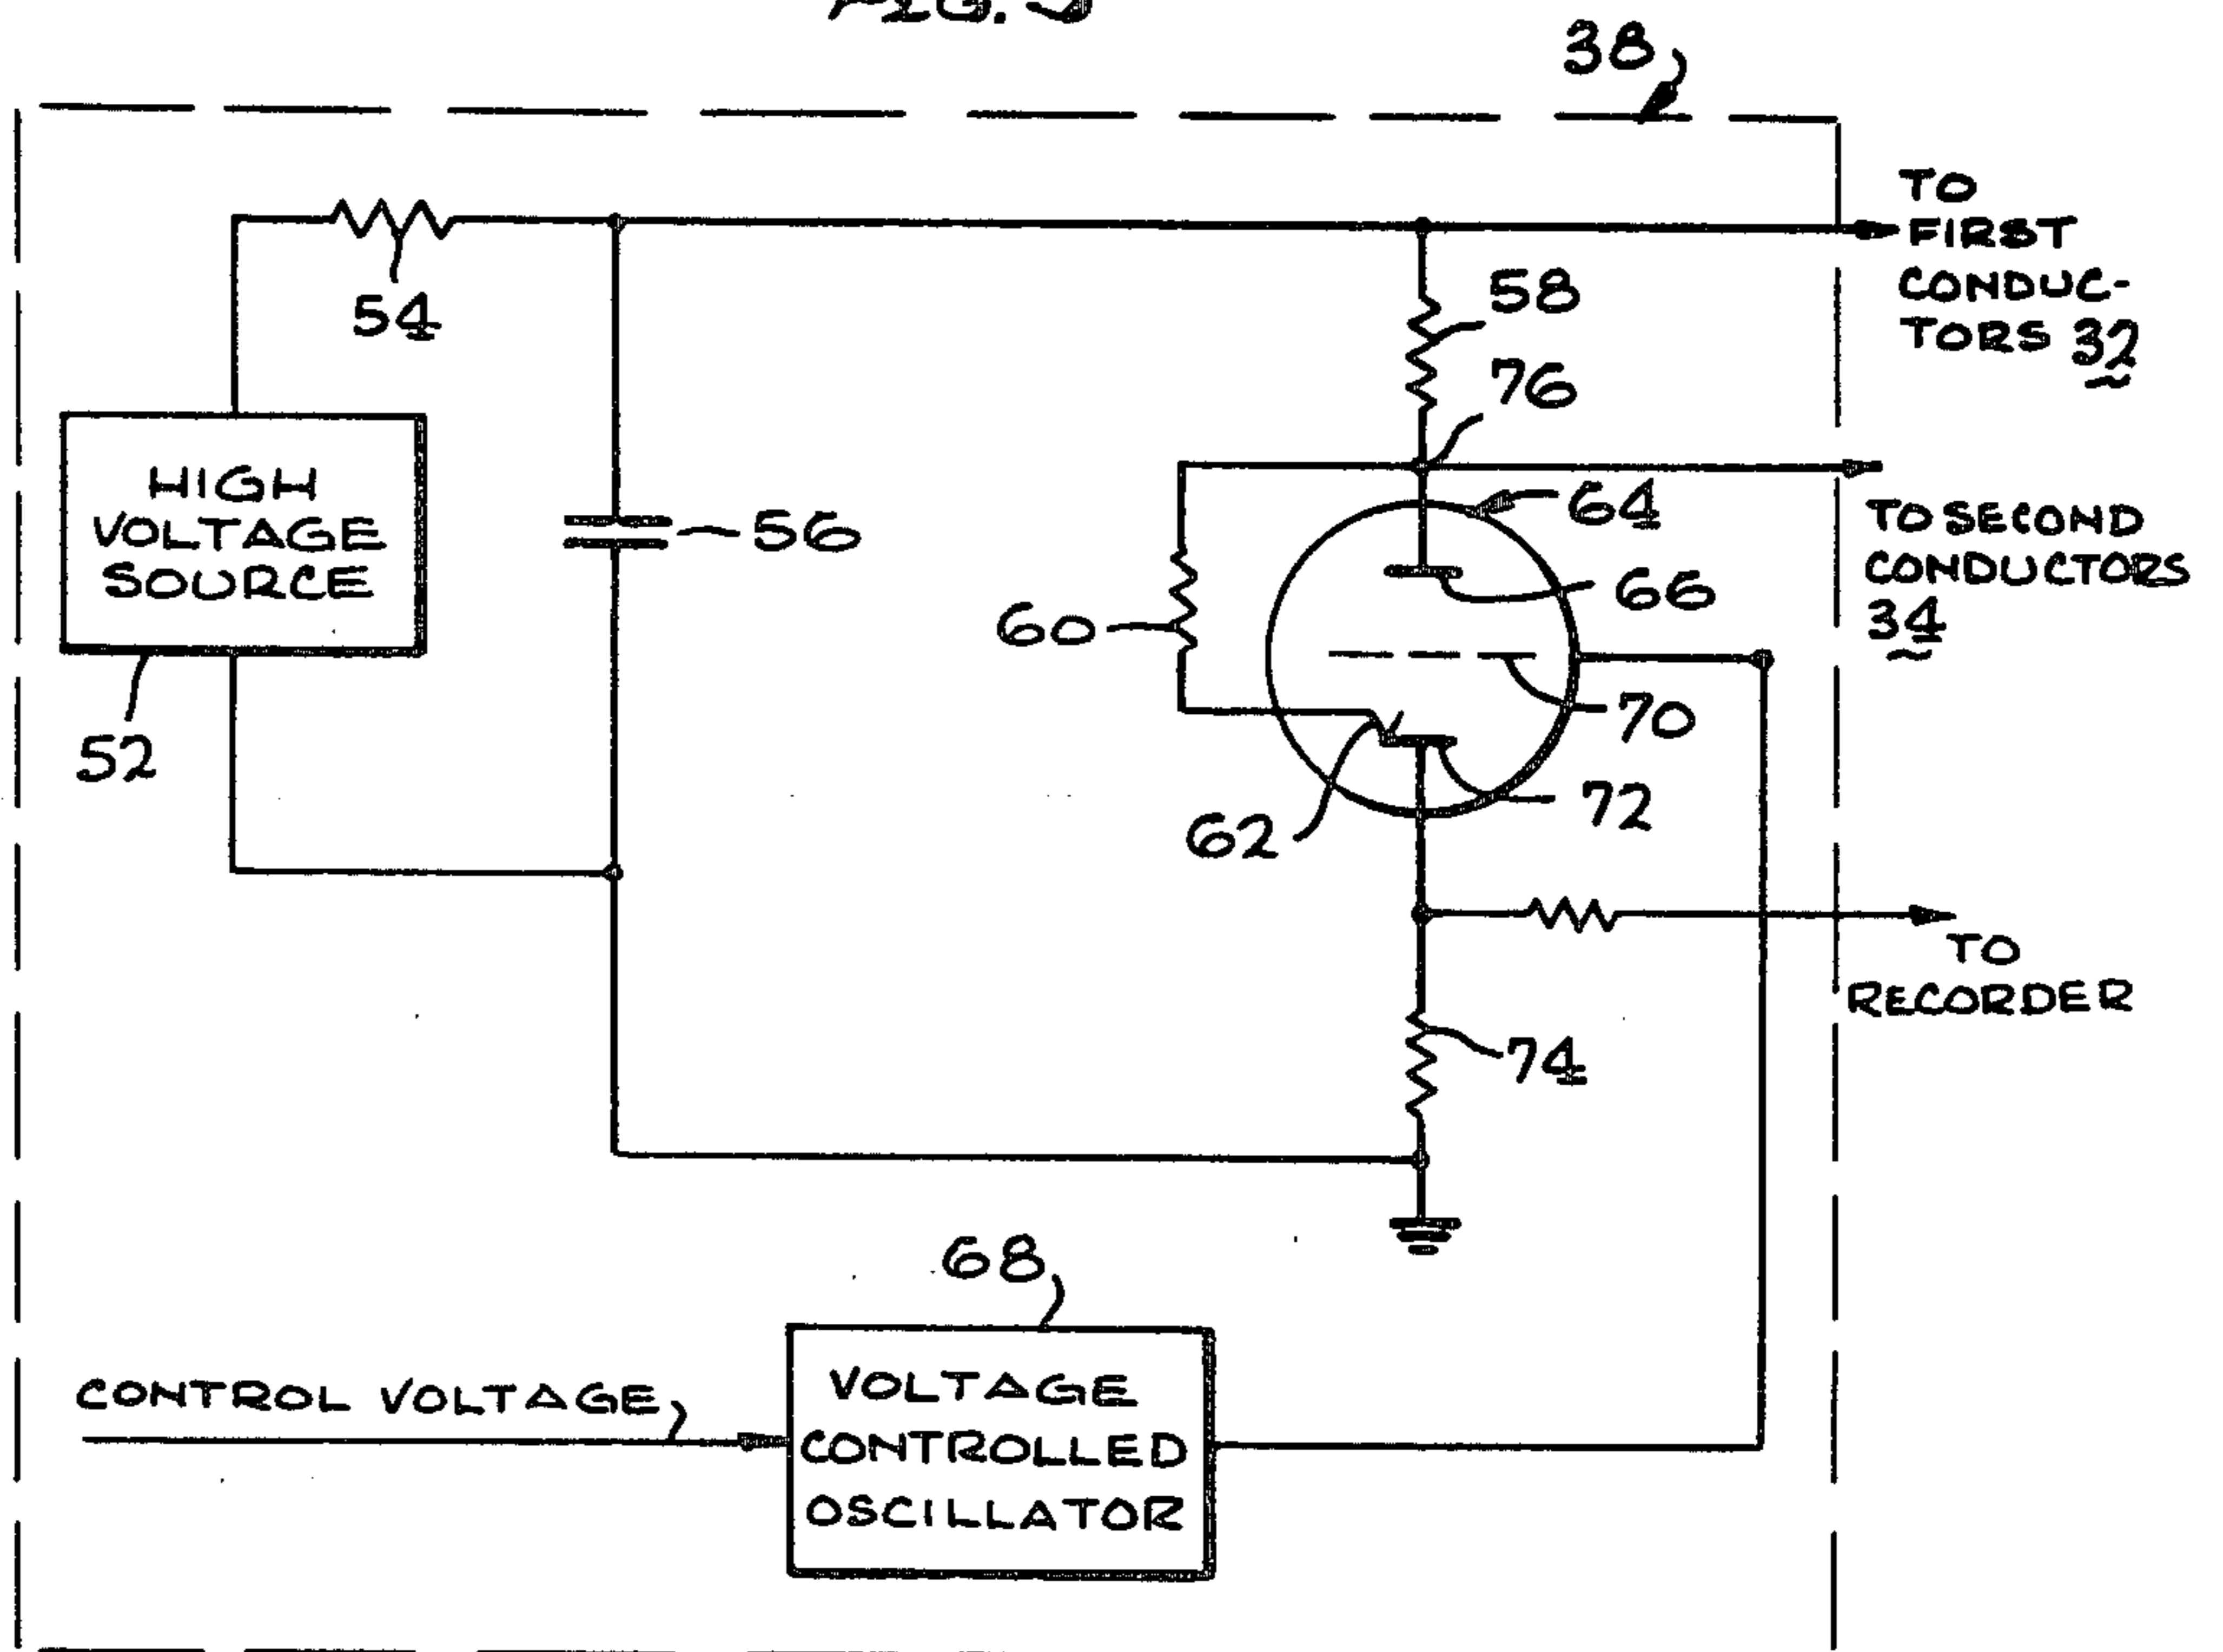 38
TO
FIRST
CONDUC-
TORS 32
54
58
76
HIGH
VOLTAGE
SOURCE
56
64
TO SECOND
CONDUCTORS
34
60
66
70
52
62
72
TO
RECORDER
74
68
CONTROL VOLTAGE
VOLTAGE
CONTROLLED
OSCILLATOR